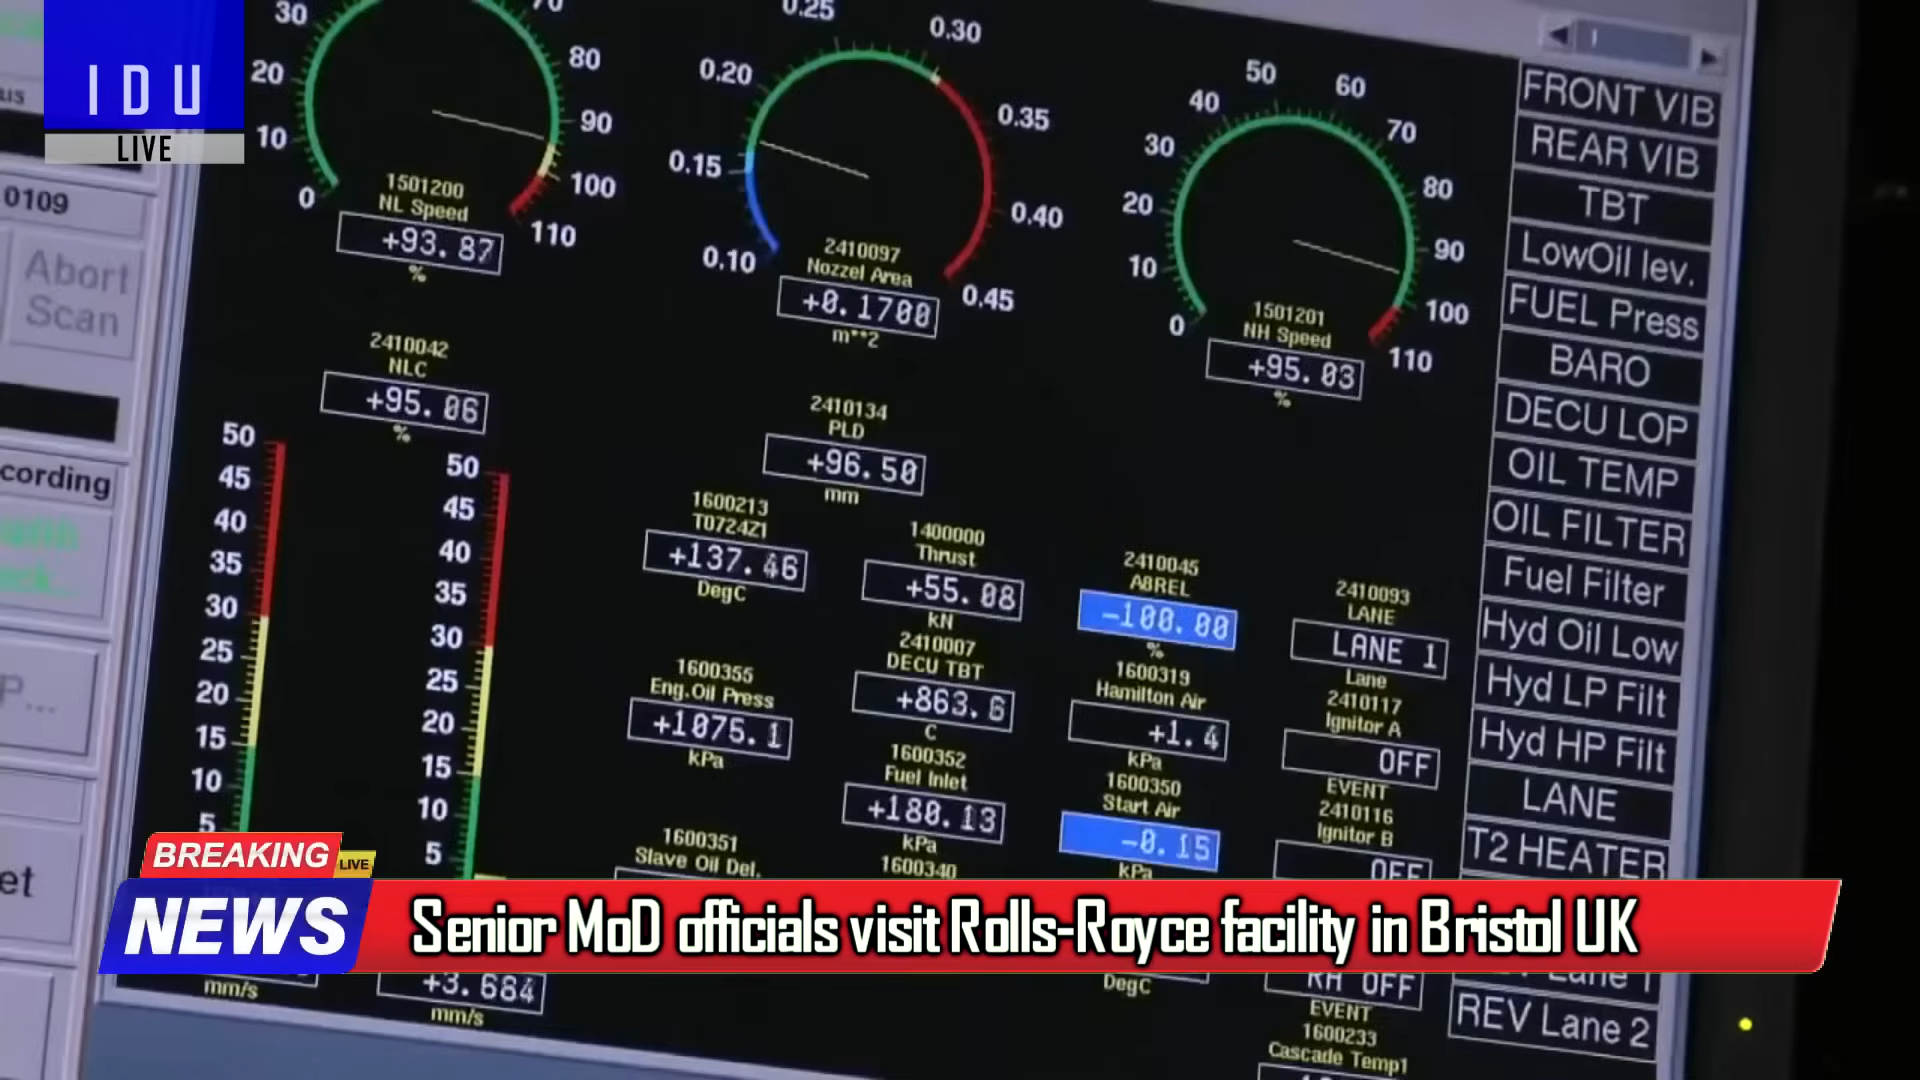 IDU
LIVE
us
0109
Abort
Scan
cording
P...
et
0
10
20
30
70
80
90
100
110
1501200
NL Speed
+93.87
%
0.10
0.15
0.20
0.25
0.30
0.35
0.40
0.45
2410097
Nozzel Area
+0.1700
m**2
0
10
20
30
40
50
60
70
80
90
100
110
1501201
NH Speed
+95.03
%
2410042
NLC
+95.06
%
2410134
PLD
+96.50
mm
50
45
40
35
30
25
20
15
10
5
50
45
40
35
30
25
20
15
10
5
1600213
T0724Z1
+137.46
DegC
1400000
Thrust
+55.08
kN
2410045
A8REL
-100.00
%
2410093
LANE
LANE 1
Lane
1600355
Eng.Oil Press
+1075.1
kPa
2410007
DECU TBT
+863.6
C
1600319
Hamilton Air
+1.4
kPa
2410117
Ignitor A
OFF
EVENT
1600351
Slave Oil Del.
1600352
Fuel Inlet
+180.13
kPa
1600340
1600350
Start Air
-0.15
kPa
2410116
Ignitor B
OFF
FRONT VIB
REAR VIB
TBT
LowOil lev.
FUEL Press
BARO
DECU LOP
OIL TEMP
OIL FILTER
Fuel Filter
Hyd Oil Low
Hyd LP Filt
Hyd HP Filt
LANE
T2 HEATER
REV Lane 1
REV Lane 2
BREAKING
LIVE
NEWS
Senior MoD officials visit Rolls-Royce facility in Bristol UK
mm/s
+3.684
mm/s
DegC
RH OFF
EVENT
1600233
Cascade Temp1